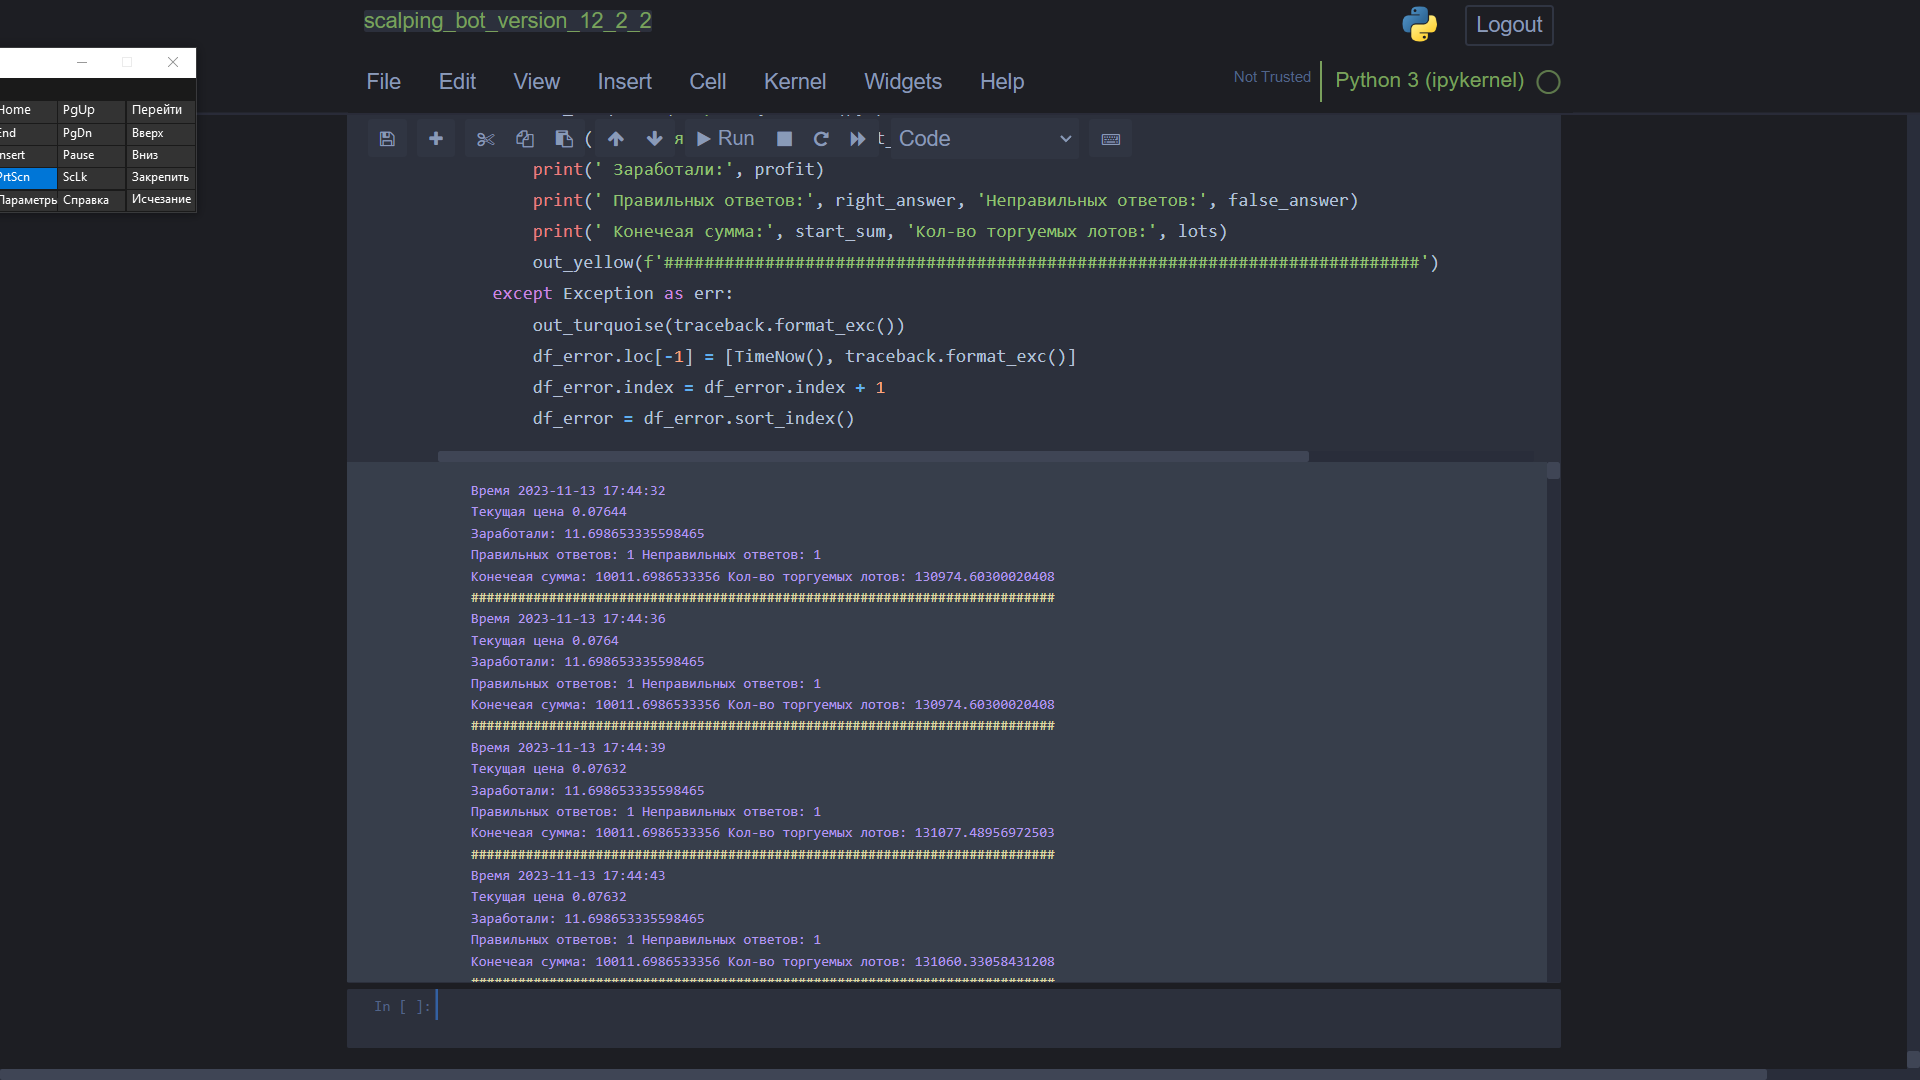 scalping_bot_version_12_2_2
Logout
File Edit View Insert Cell Kernel Widgets Help
Not Trusted
Python 3 (ipykernel)
Home PgUp Перейти
End PgDn Вверх
Insert Pause Вниз
PrtScn ScLk Закрепить
Параметры Справка Исчезание
Run
Code
print(' Заработали:', profit)
print(' Правильных ответов:', right_answer, 'Неправильных ответов:', false_answer)
print(' Конечеая сумма:', start_sum, 'Кол-во торгуемых лотов:', lots)
out_yellow(f'###########################################################################')
except Exception as err:
out_turquoise(traceback.format_exc())
df_error.loc[-1] = [TimeNow(), traceback.format_exc()]
df_error.index = df_error.index + 1
df_error = df_error.sort_index()
Время 2023-11-13 17:44:32
Текущая цена 0.07644
Заработали: 11.698653335598465
Правильных ответов: 1 Неправильных ответов: 1
Конечеая сумма: 10011.6986533356 Кол-во торгуемых лотов: 130974.60300020408
###########################################################################
Время 2023-11-13 17:44:36
Текущая цена 0.0764
Заработали: 11.698653335598465
Правильных ответов: 1 Неправильных ответов: 1
Конечеая сумма: 10011.6986533356 Кол-во торгуемых лотов: 130974.60300020408
###########################################################################
Время 2023-11-13 17:44:39
Текущая цена 0.07632
Заработали: 11.698653335598465
Правильных ответов: 1 Неправильных ответов: 1
Конечеая сумма: 10011.6986533356 Кол-во торгуемых лотов: 131077.48956972503
###########################################################################
Время 2023-11-13 17:44:43
Текущая цена 0.07632
Заработали: 11.698653335598465
Правильных ответов: 1 Неправильных ответов: 1
Конечеая сумма: 10011.6986533356 Кол-во торгуемых лотов: 131060.33058431208
###########################################################################
In [ ]: